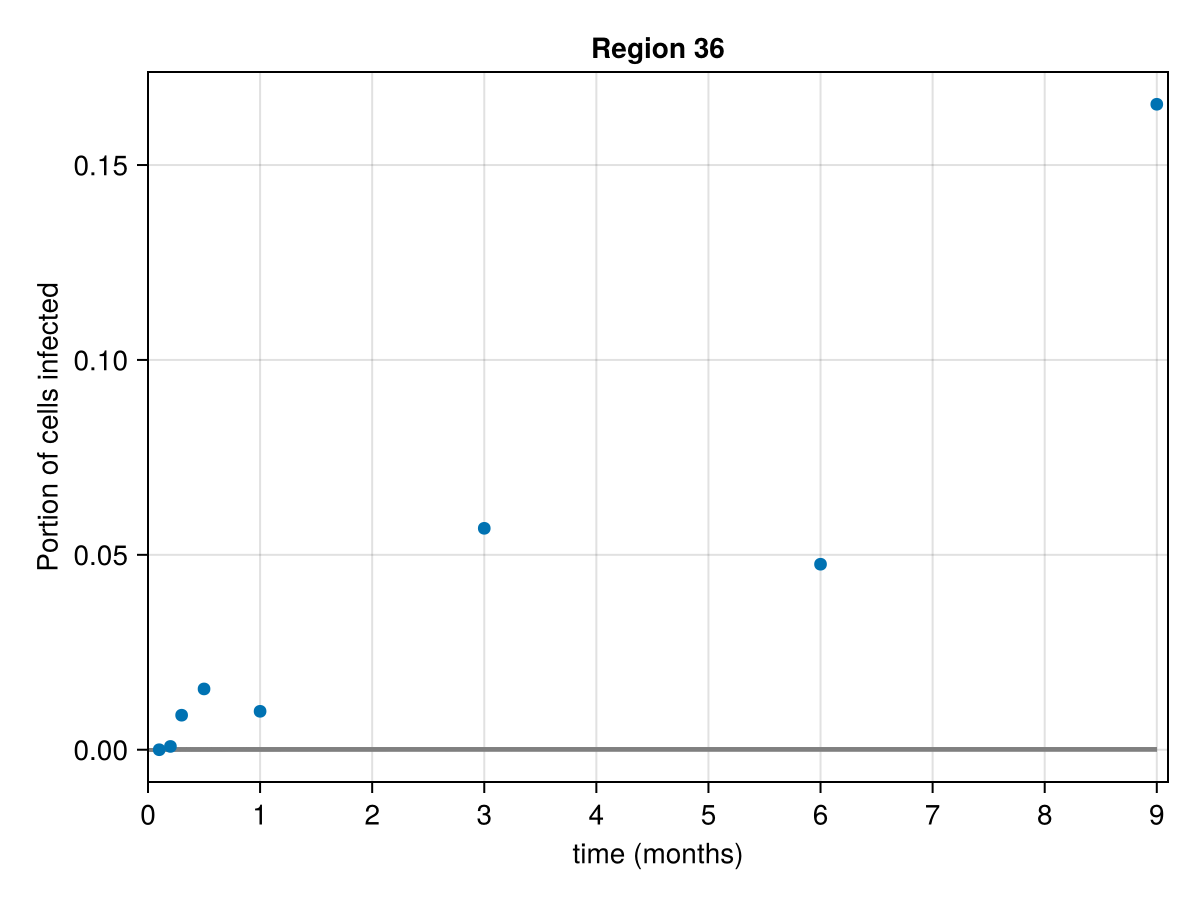 Region 36
Portion of cells infected
0.15
0.10
0.05
0.00
0 1 2 3 4 5 6 7 8 9
time (months)